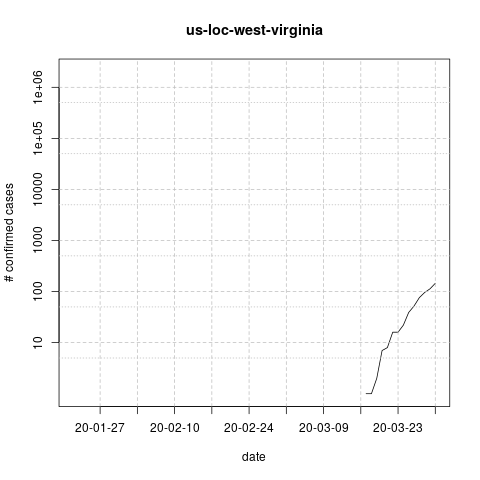 us-loc-west-virginia
# confirmed cases
1e+06
1e+05
10000
1000
100
10
20-01-27 20-02-10 20-02-24 20-03-09 20-03-23
date